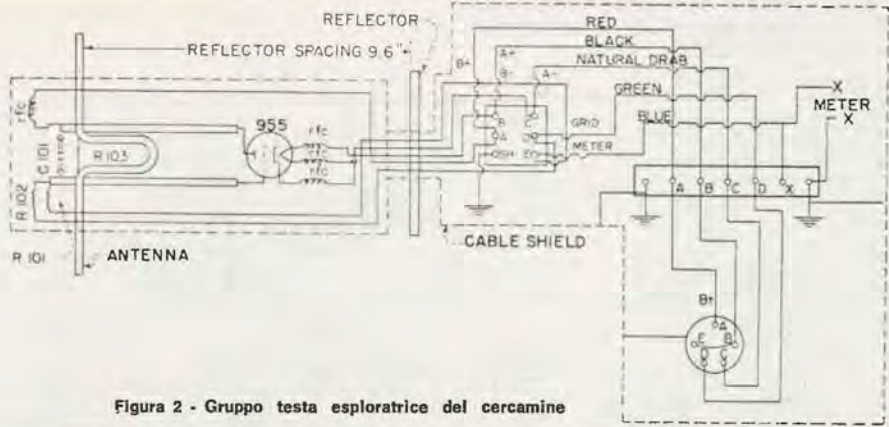 REFLECTOR
REFLECTOR SPACING 9.6"
RED
BLACK
NATURAL DRAB
GREEN
BLUE
B+
A+
B-
A-
GRID
METER
X
METER
- X
rfc
955
rfc
rfc
rfc
C 101
R 103
R 102
R 101
ANTENNA
B
C
A
D
SH
E
A
B
C
D
X
CABLE SHIELD
B+
A
E
B
D
C
Figura 2 - Gruppo testa esploratrice del cercamine